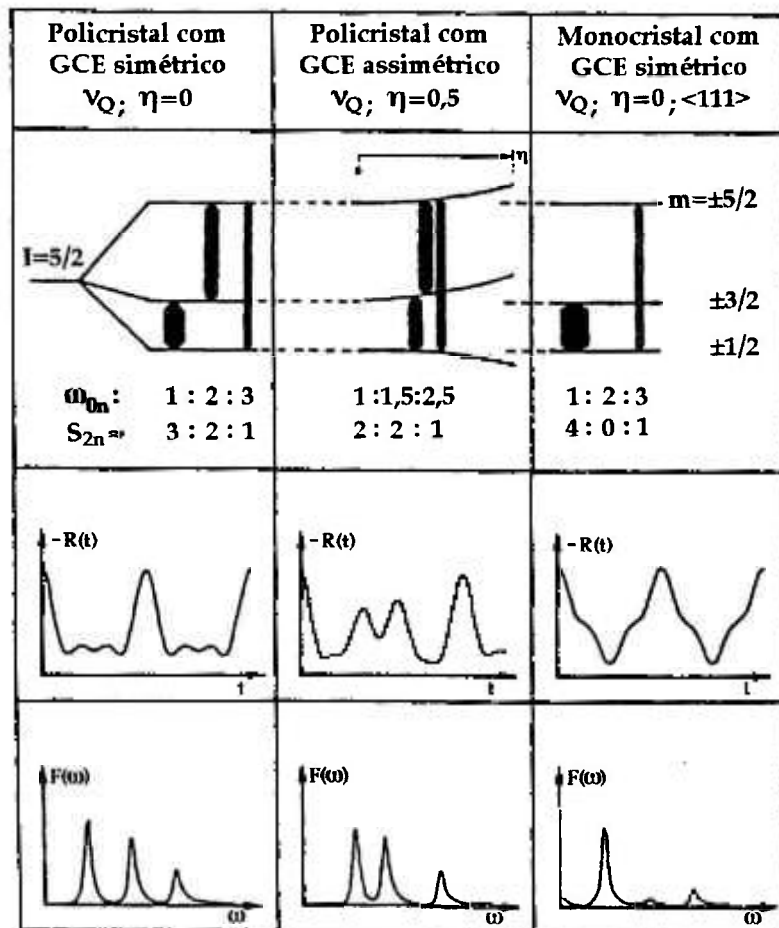 Policristal com
GCE simétrico
νQ; η=0
Policristal com
GCE assimétrico
νQ; η=0,5
Monocristal com
GCE simétrico
νQ; η=0; <111>
I=5/2
η
m=±5/2
±3/2
±1/2
ω0n: 1 : 2 : 3
S2n= 3 : 2 : 1
1:1,5:2,5
2 : 2 : 1
1 : 2 : 3
4 : 0 : 1
-R(t)
t
-R(t)
t
-R(t)
t
F(ω)
ω
F(ω)
ω
F(ω)
ω